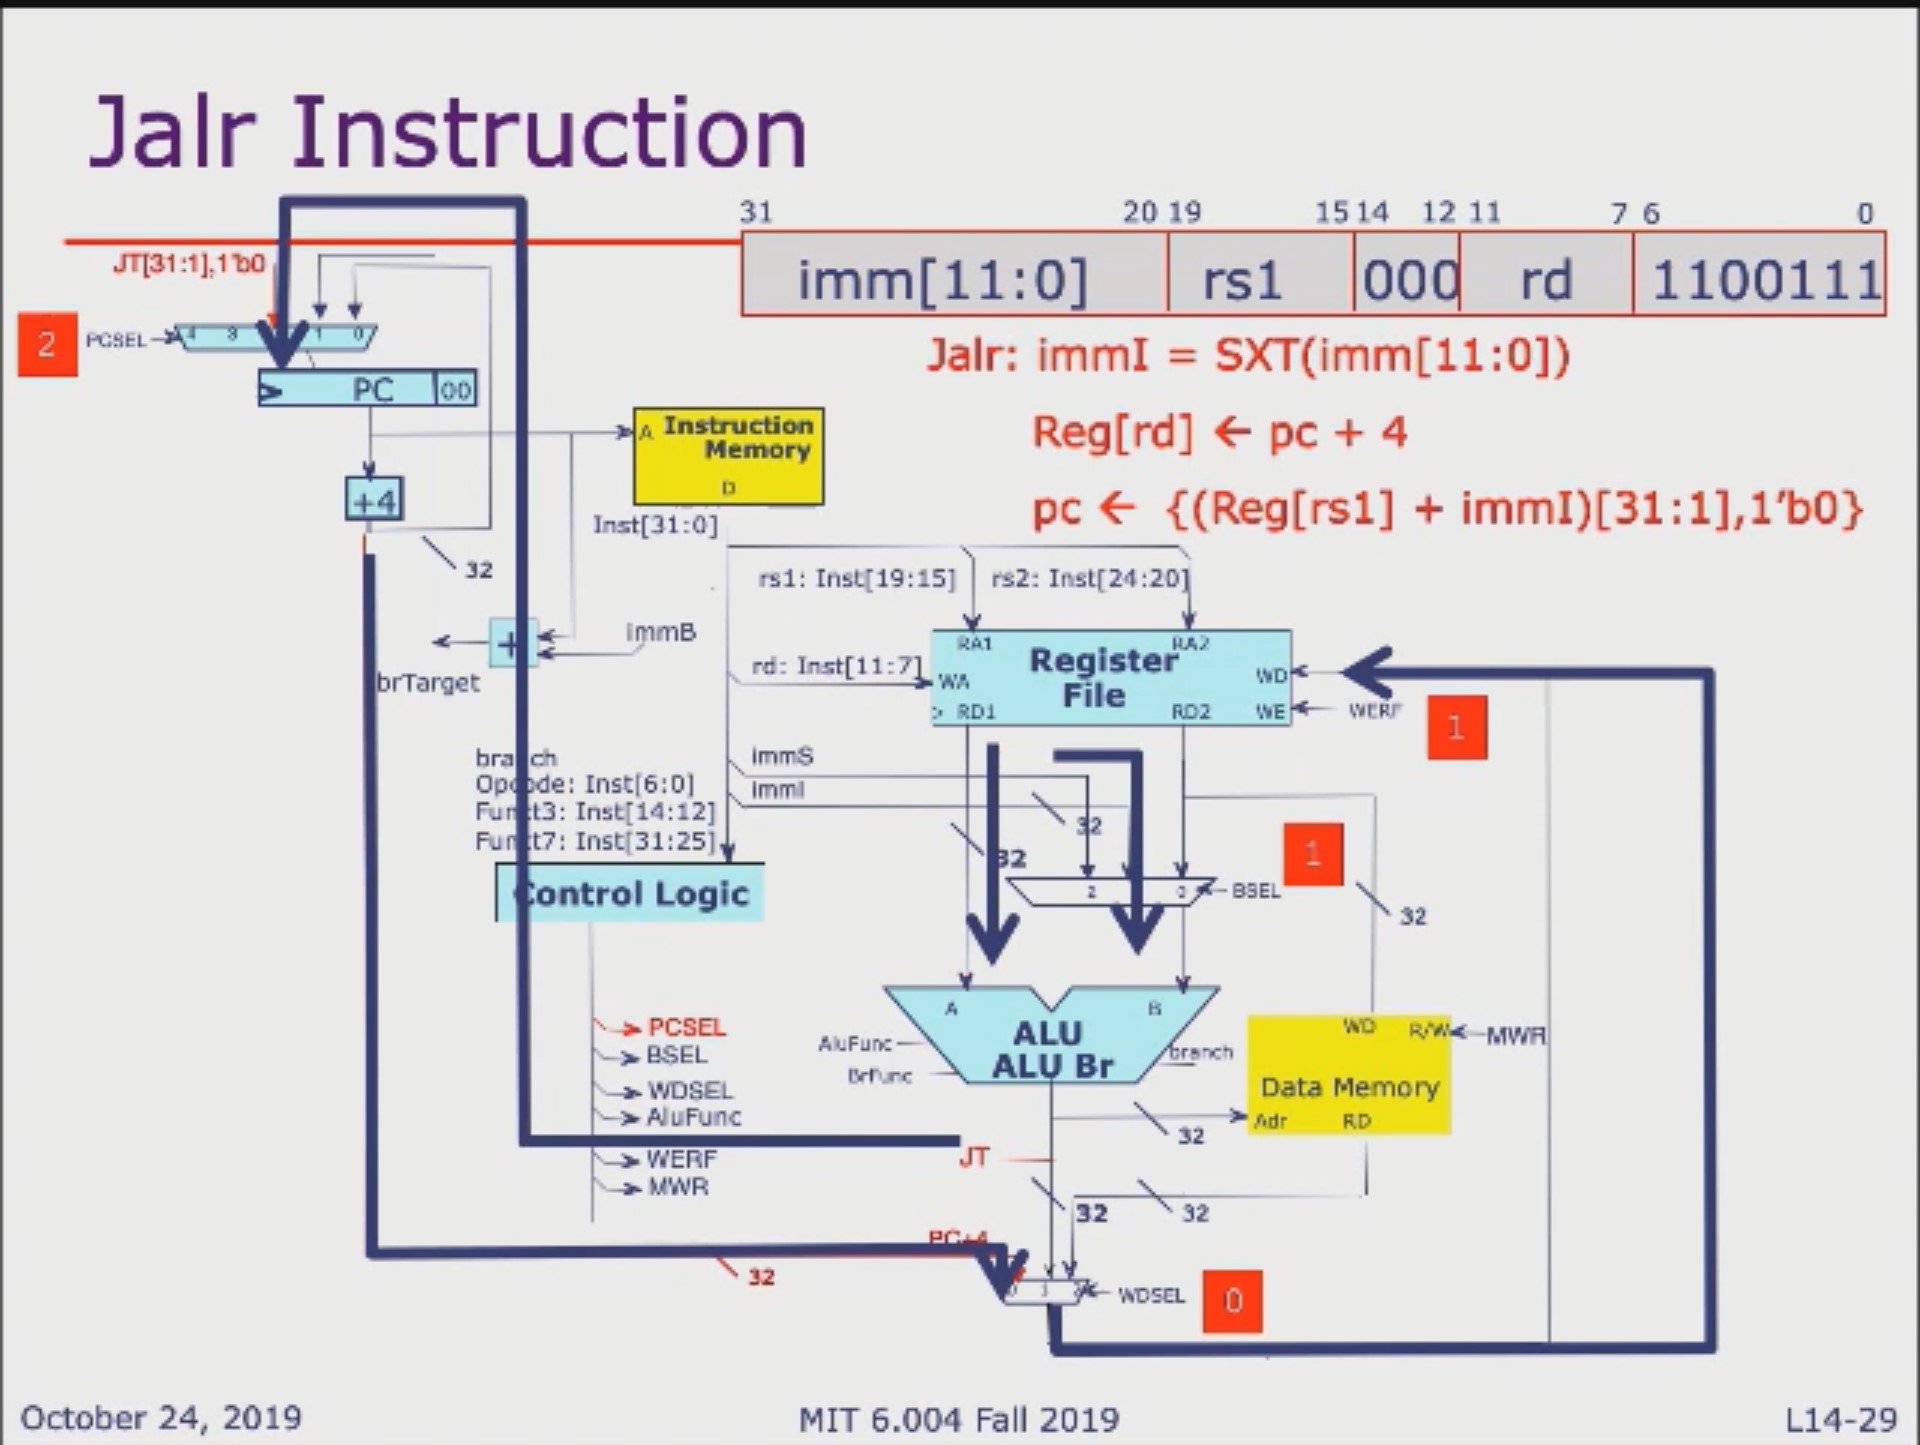 Jalr Instruction
31 20 19 15 14 12 11 7 6 0
imm[11:0] rs1 000 rd 1100111
JT[31:1],1'b0
2 PCSEL 4 3 1 0
Jalr: immI = SXT(imm[11:0])
PC 00
Reg[rd] ← pc + 4
A Instruction
Memory
D
+4
pc ← {(Reg[rs1] + immI)[31:1],1'b0}
Inst[31:0]
32
rs1: Inst[19:15] rs2: Inst[24:20]
+ immB
brTarget
RA1 RA2
Register
File
rd: Inst[11:7]
WA WD
RD1 RD2 WE WERF
1
branch
Opcode: Inst[6:0]
Funct3: Inst[14:12]
Funct7: Inst[31:25]
immS
immI
32
32
1
2 0 BSEL
32
Control Logic
PCSEL
BSEL
WDSEL
AluFunc
WERF
MWR
A B
ALU
ALU Br
AluFunc
BrFunc
branch
WD R/W MWR
Data Memory
Adr RD
32
JT
32 32
PC+4
32
1 WDSEL 0
October 24, 2019 MIT 6.004 Fall 2019 L14-29